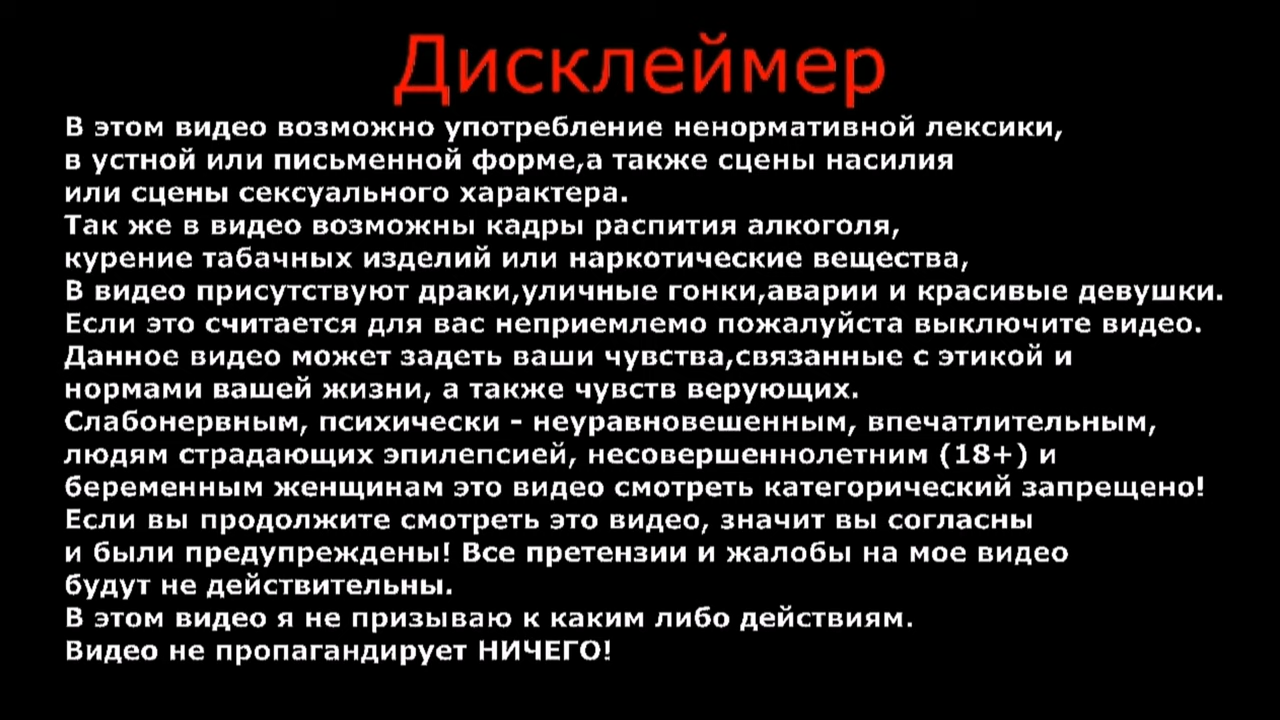 Дисклеймер
В этом видео возможно употребление ненормативной лексики,
в устной или письменной форме,а также сцены насилия
или сцены сексуального характера.
Так же в видео возможны кадры распития алкоголя,
курение табачных изделий или наркотические вещества,
В видео присутствуют драки,уличные гонки,аварии и красивые девушки.
Если это считается для вас неприемлемо пожалуйста выключите видео.
Данное видео может задеть ваши чувства,связанные с этикой и
нормами вашей жизни, а также чувств верующих.
Слабонервным, психически - неуравновешенным, впечатлительным,
людям страдающих эпилепсией, несовершеннолетним (18+) и
беременным женщинам это видео смотреть категорический запрещено!
Если вы продолжите смотреть это видео, значит вы согласны
и были предупреждены! Все претензии и жалобы на мое видео
будут не действительны.
В этом видео я не призываю к каким либо действиям.
Видео не пропагандирует НИЧЕГО!